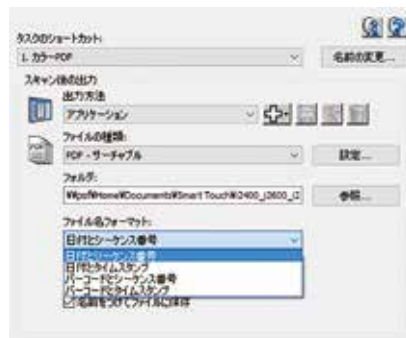 タスクのショートカット:
1. カラーPDF
名前の変更...
スキャン後の出力
出力方法
アプリケーション
ファイルの種類:
PDF - サーチャブル
設定...
フォルダ:
¥¥psf¥Home¥Documents¥Smart Touch¥i2400_i2600_i2
参照...
ファイル名フォーマット:
日付とシーケンス番号
日付とシーケンス番号
日付とタイムスタンプ
バーコードとシーケンス番号
バーコードとタイムスタンプ
名前をつけてファイルに保存